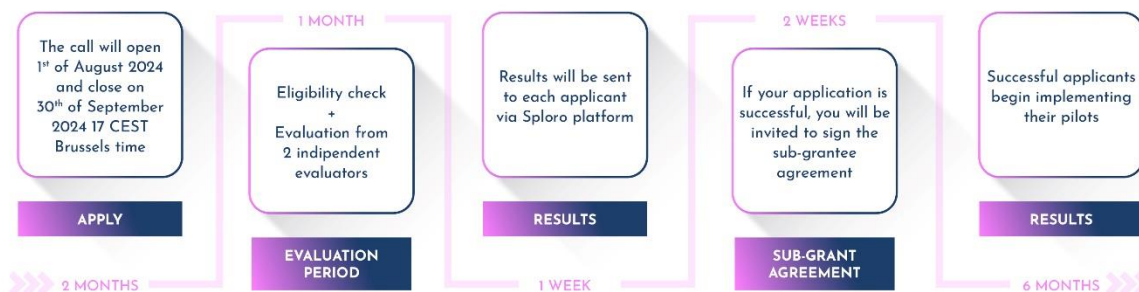 The call will open
1st of August 2024
and close on
30th of September
2024 17 CEST
Brussels time
APPLY
2 MONTHS
1 MONTH
Eligibility check
+
Evaluation from
2 indipendent
evaluators
EVALUATION
PERIOD
Results will be sent
to each applicant
via Sploro platform
RESULTS
1 WEEK
2 WEEKS
If your application is
successful, you will be
invited to sign the
sub-grantee
agreement
SUB-GRANT
AGREEMENT
Successful applicants
begin implementing
their pilots
RESULTS
6 MONTHS